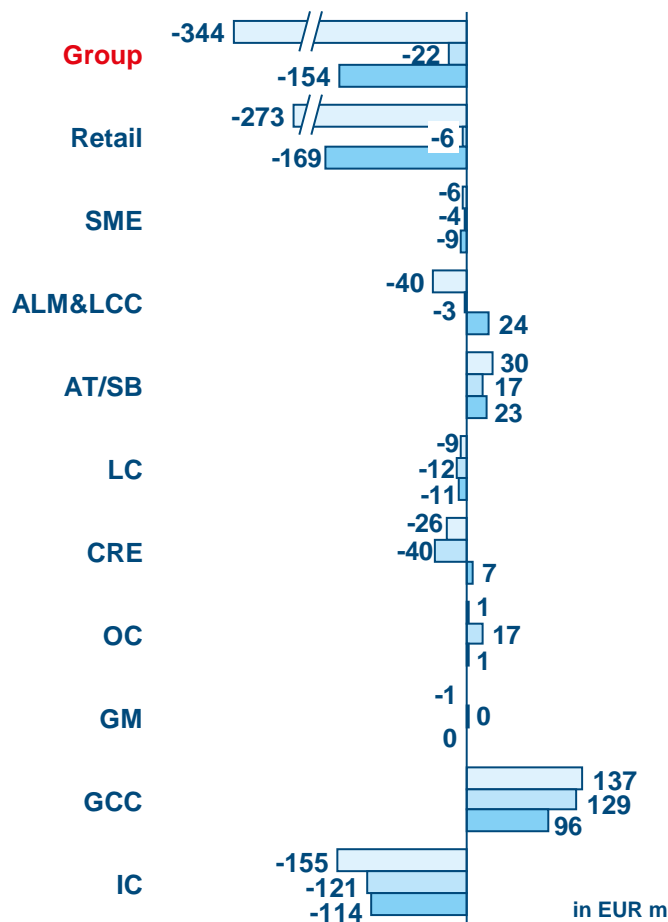 -344
Group
-22
-154
-273
Retail
-6
-169
-6
SME
-4
-9
-40
ALM&LCC
-3
24
30
AT/SB
17
23
-9
LC
-12
-11
-26
CRE
-40
7
1
OC
17
1
-1
GM
0
0
137
GCC
129
96
-155
IC
-121
-114
in EUR m